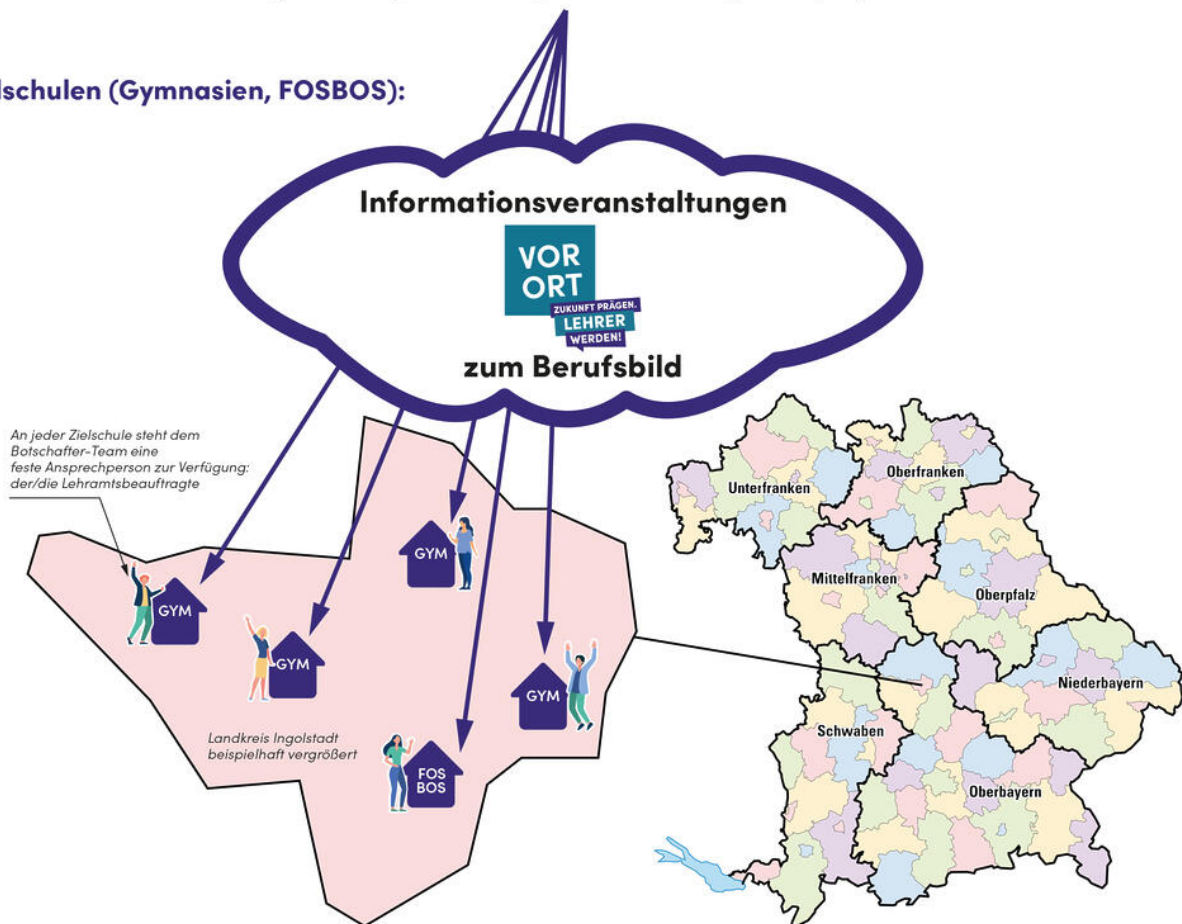 lschulen (Gymnasien, FOSBOS):
Informationsveranstaltungen
VOR
ORT
ZUKUNFT PRÄGEN.
LEHRER
WERDEN!
zum Berufsbild
An jeder Zielschule steht dem
Botschafter-Team eine
feste Ansprechperson zur Verfügung:
der/die Lehramtsbeauftragte
GYM
GYM
GYM
GYM
FOS
BOS
Landkreis Ingolstadt
beispielhaft vergrößert
Unterfranken
Oberfranken
Mittelfranken
Oberpfalz
Niederbayern
Schwaben
Oberbayern